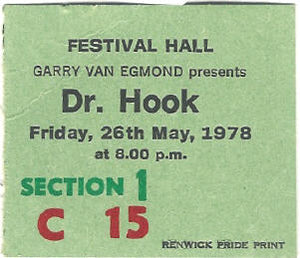 FESTIVAL HALL
GARRY VAN EGMOND presents
Dr. Hook
Friday, 26th May, 1978
at 8.00 p.m.
SECTION 1
C 15
RENWICK PRIDE PRINT